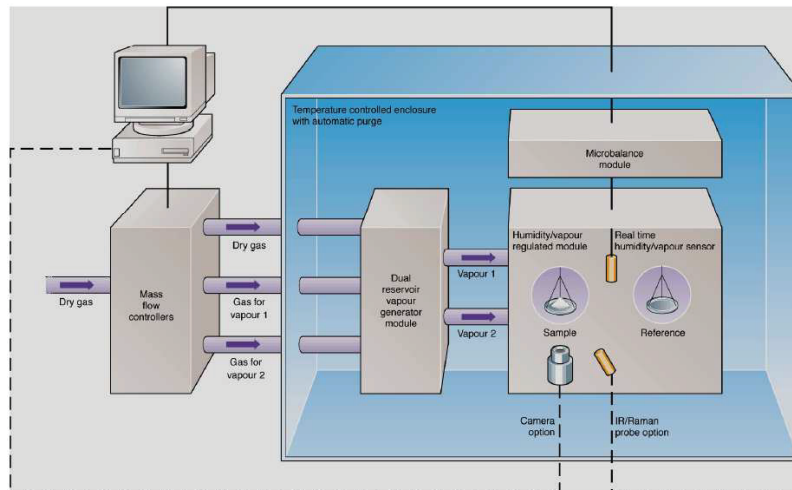 Temperature controlled enclosure
with automatic purge
Microbalance
module
Dry gas
Mass
flow
controllers
Dry gas
Gas for
vapour 1
Gas for
vapour 2
Dual
reservoir
vapour
generator
module
Vapour 1
Vapour 2
Humidity/vapour
regulated module
Real time
humidity/vapour sensor
Sample
Reference
Camera
option
IR/Raman
probe option